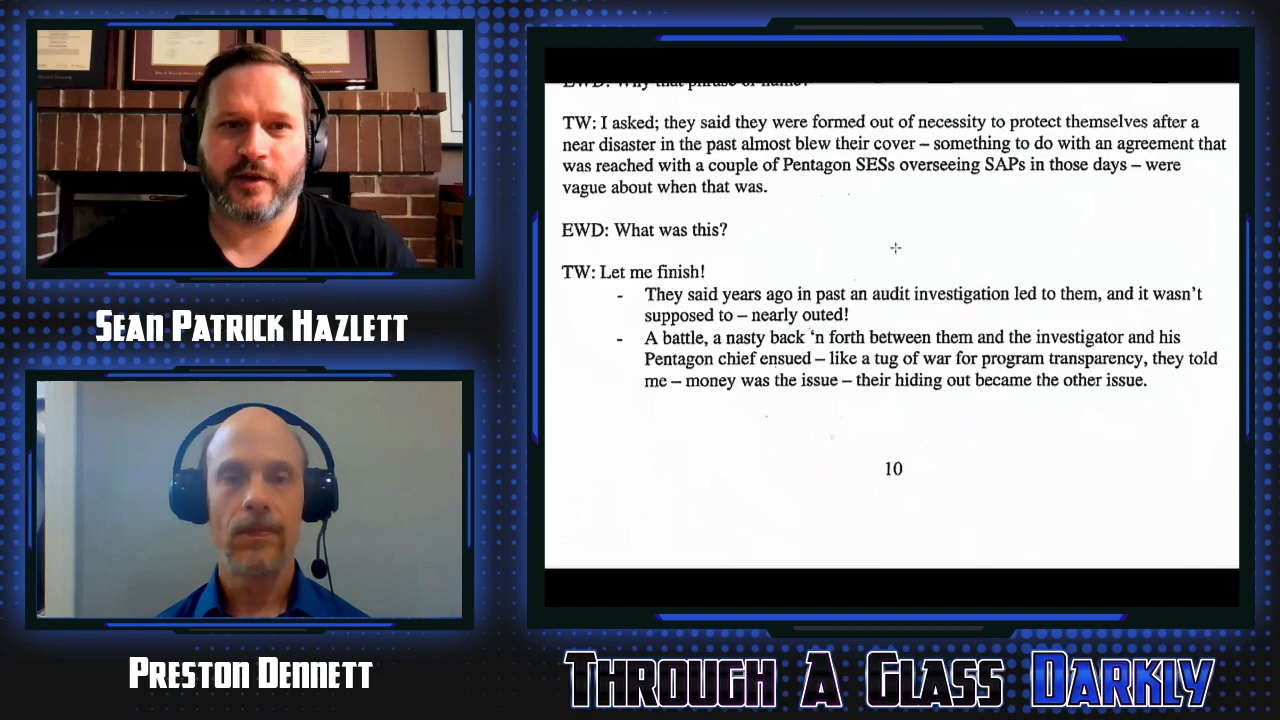 Sean Patrick Hazlett
Preston Dennett
EWD: Why that phrase or name?
TW: I asked; they said they were formed out of necessity to protect themselves after a
near disaster in the past almost blew their cover – something to do with an agreement that
was reached with a couple of Pentagon SESs overseeing SAPs in those days – were
vague about when that was.
EWD: What was this?
TW: Let me finish!
- They said years ago in past an audit investigation led to them, and it wasn't
supposed to – nearly outed!
- A battle, a nasty back 'n forth between them and the investigator and his
Pentagon chief ensued – like a tug of war for program transparency, they told
me – money was the issue – their hiding out became the other issue.
10
Through A Glass Darkly